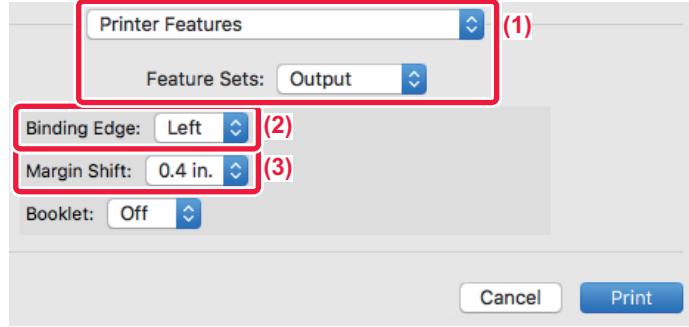 Printer Features (1)
Feature Sets: Output
Binding Edge: Left (2)
Margin Shift: 0.4 in. (3)
Booklet: Off
Cancel Print